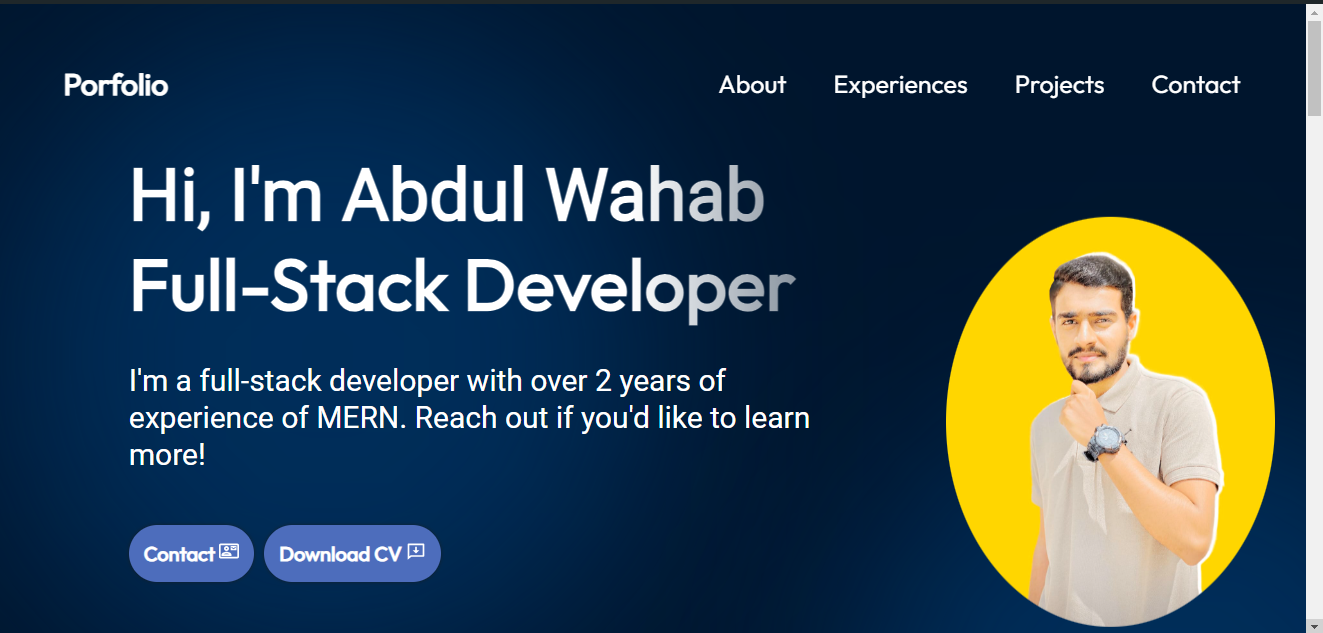 Porfolio
About
Experiences
Projects
Contact
Hi, I'm Abdul Wahab
Full-Stack Developer
I'm a full-stack developer with over 2 years of
experience of MERN. Reach out if you'd like to learn
more!
Contact
Download CV